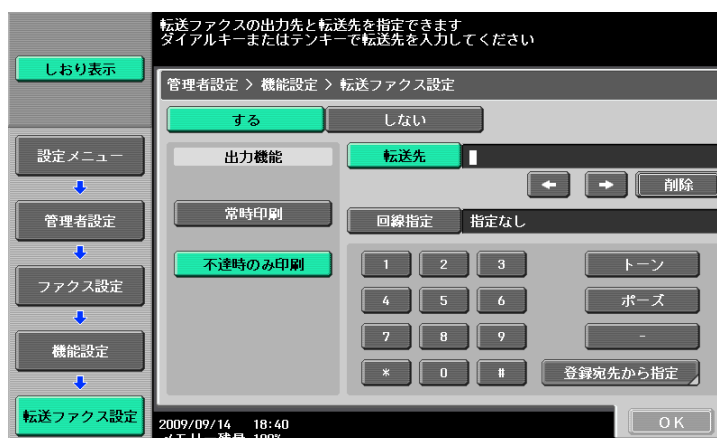 転送ファクスの出力先と転送先を指定できます
ダイアルキーまたはテンキーで転送先を入力してください
しおり表示
管理者設定 > 機能設定 > 転送ファクス設定
する
しない
設定メニュー
出力機能
転送先
削除
管理者設定
常時印刷
回線指定
指定なし
ファクス設定
不達時のみ印刷
1 2 3
トーン
4 5 6
ポーズ
機能設定
7 8 9
-
* 0 #
登録宛先から指定
転送ファクス設定
2009/09/14 18:40
メモリー残量 100%
OK